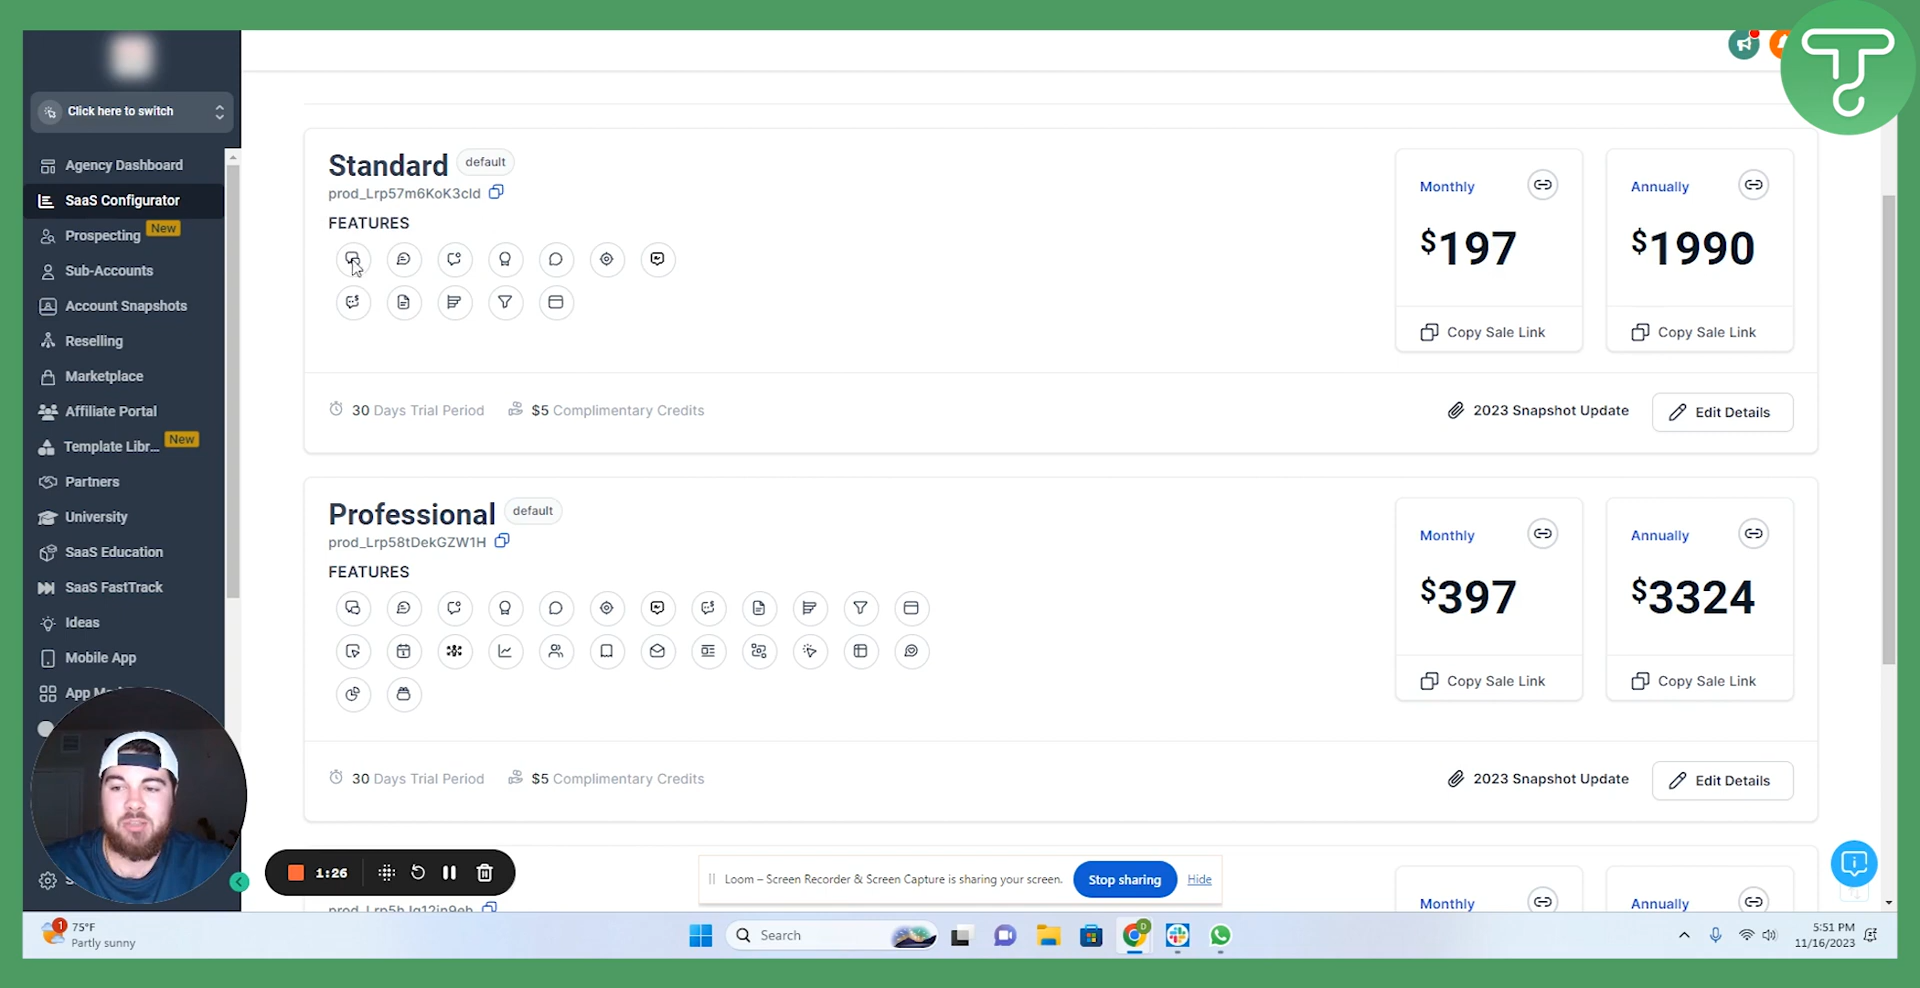 Click here to switch
Agency Dashboard
SaaS Configurator
Prospecting New
Sub-Accounts
Account Snapshots
Reselling
Marketplace
Affiliate Portal
Template Libr... New
Partners
University
SaaS Education
SaaS FastTrack
Ideas
Mobile App
Standard default
prod_Lrp57m6KoK3cld
FEATURES
Monthly
$197
Copy Sale Link
Annually
$1990
Copy Sale Link
30 Days Trial Period $5 Complimentary Credits
2023 Snapshot Update Edit Details
Professional default
prod_Lrp58tDekGZW1H
FEATURES
Monthly
$397
Copy Sale Link
Annually
$3324
Copy Sale Link
30 Days Trial Period $5 Complimentary Credits
2023 Snapshot Update Edit Details
Monthly
Annually
1:26
Loom – Screen Recorder & Screen Capture is sharing your screen. Stop sharing Hide
1
75°F
Partly sunny
Search
D
5:51 PM
11/16/2023